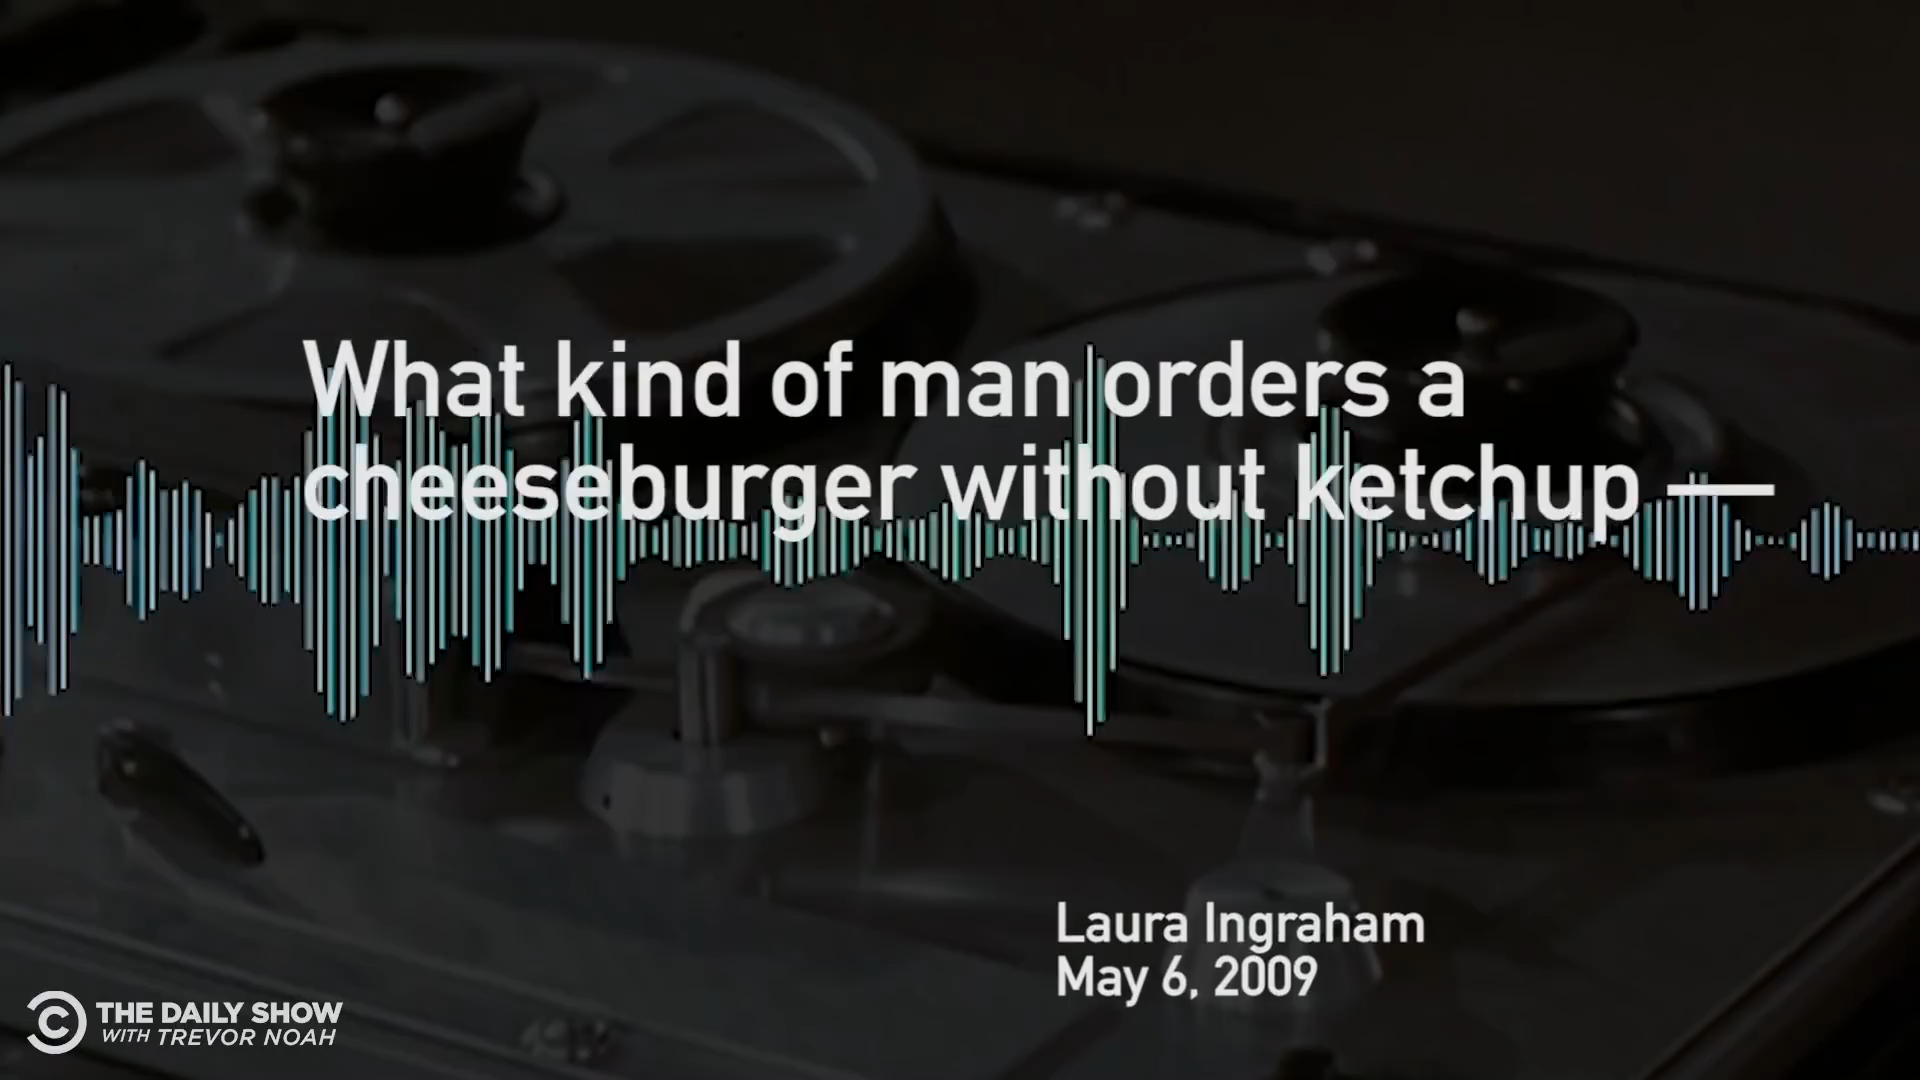 What kind of man orders a
cheeseburger without ketchup —
Laura Ingraham
May 6, 2009
THE DAILY SHOW
WITH TREVOR NOAH